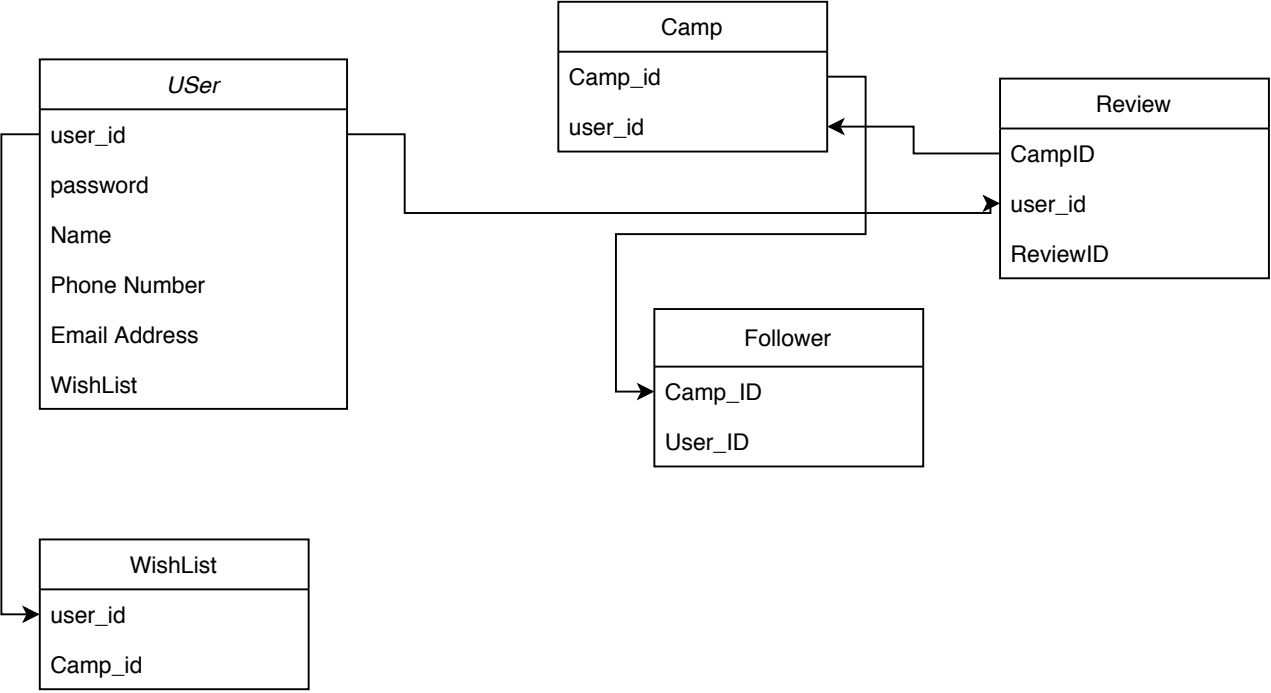 USer
user_id
password
Name
Phone Number
Email Address
WishList
Camp
Camp_id
user_id
Review
CampID
user_id
ReviewID
Follower
Camp_ID
User_ID
WishList
user_id
Camp_id